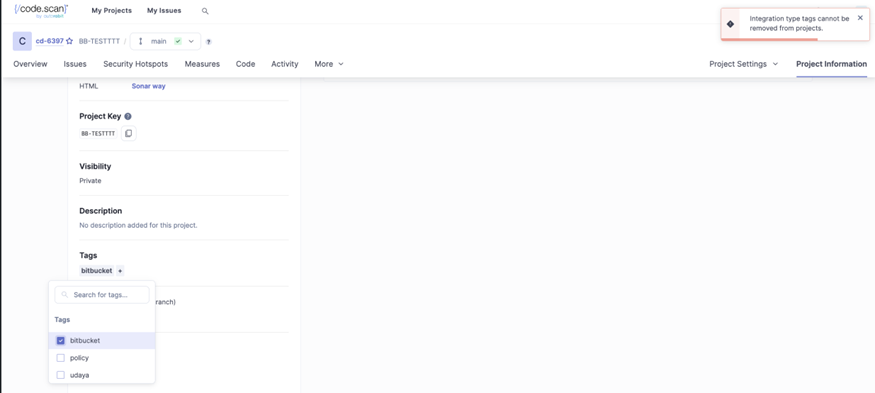 {code.scan}
My Projects My Issues
Integration type tags cannot be
removed from projects.
C cd-6397 BB-TESTTTT / main ?
Overview Issues Security Hotspots Measures Code Activity More Project Settings Project Information
HTML Sonar way
Project Key ?
BB-TESTTTT
Visibility
Private
Description
No description added for this project.
Tags
bitbucket +
Search for tags...
ranch)
Tags
bitbucket
policy
udaya